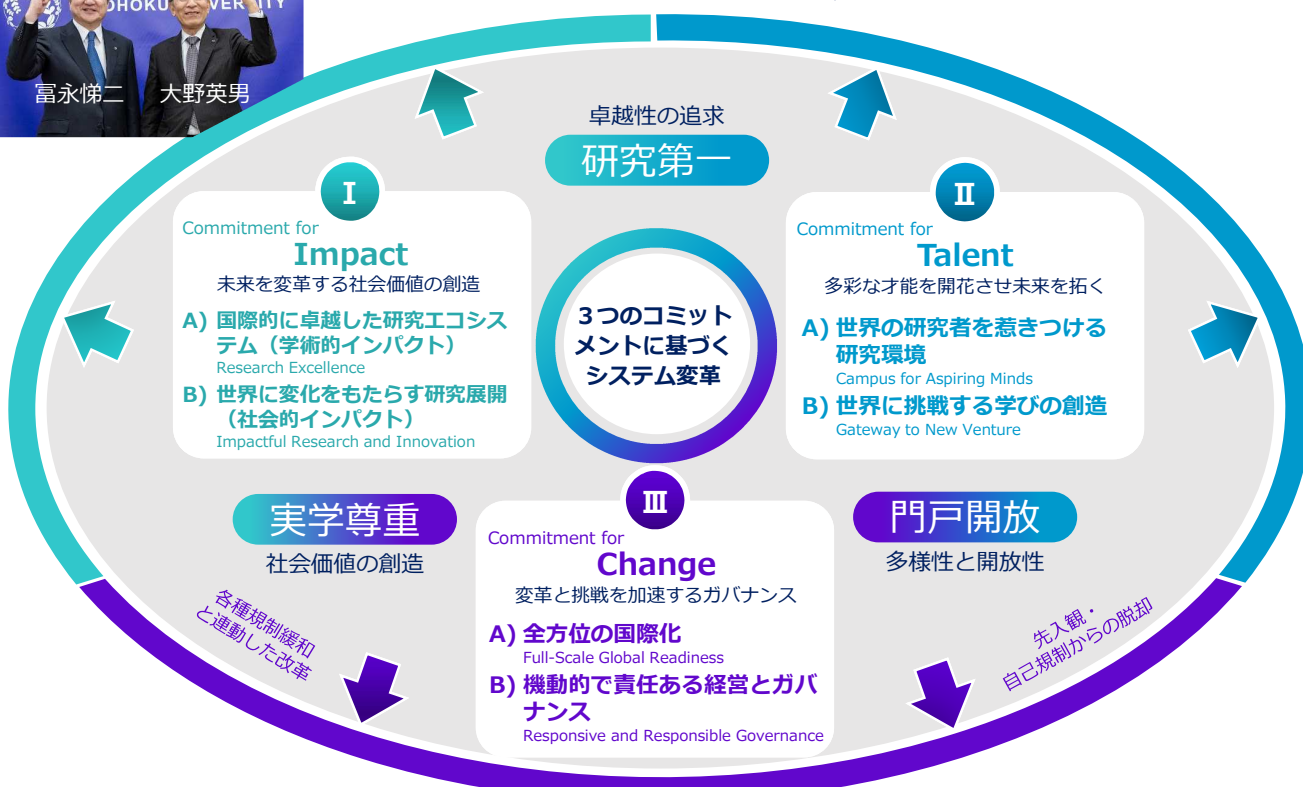 OHOKU
VERSITY
冨永悌二
大野英男
卓越性の追求
研究第一
Ⅰ
Commitment for
Impact
未来を変革する社会価値の創造
A) 国際的に卓越した研究エコシス
テム（学術的インパクト）
Research Excellence
B) 世界に変化をもたらす研究展開
（社会的インパクト）
Impactful Research and Innovation
Ⅱ
Commitment for
Talent
多彩な才能を開花させ未来を拓く
A) 世界の研究者を惹きつける
研究環境
Campus for Aspiring Minds
B) 世界に挑戦する学びの創造
Gateway to New Venture
３つのコミット
メントに基づく
システム変革
実学尊重
社会価値の創造
門戸開放
多様性と開放性
Ⅲ
Commitment for
Change
変革と挑戦を加速するガバナンス
A) 全方位の国際化
Full-Scale Global Readiness
B) 機動的で責任ある経営とガバ
ナンス
Responsive and Responsible Governance
各種規制緩和
と連動した改革
先入観・
自己規制からの脱却